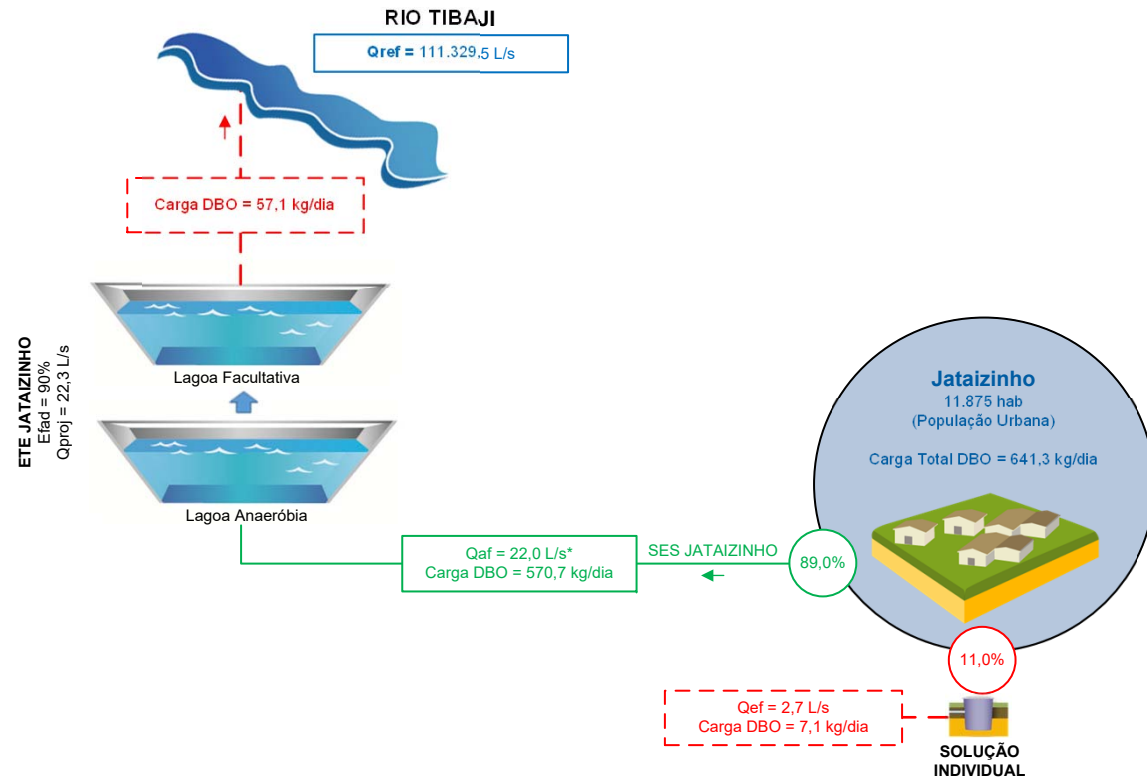 RIO TIBAJI
Qref = 111.329,5 L/s
Carga DBO = 57,1 kg/dia
Lagoa Facultativa
ETE JATAIZINHO
Efad = 90%
Qproj = 22,3 L/s
Lagoa Anaeróbia
Jataizinho
11.875 hab
(População Urbana)
Carga Total DBO = 641,3 kg/dia
Qaf = 22,0 L/s*
Carga DBO = 570,7 kg/dia
SES JATAIZINHO
89,0%
11,0%
Qef = 2,7 L/s
Carga DBO = 7,1 kg/dia
SOLUÇÃO
INDIVIDUAL